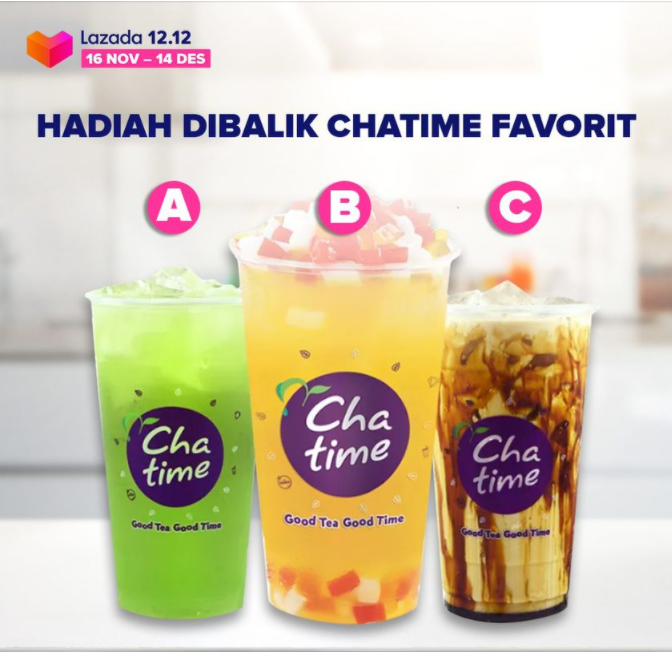 Lazada 12.12
16 NOV – 14 DES
HADIAH DIBALIK CHATIME FAVORIT
A
B
C
Cha
time
Good Tea Good Time
Cha
time
Good Tea Good Time
Cha
time
Good Tea Good Time